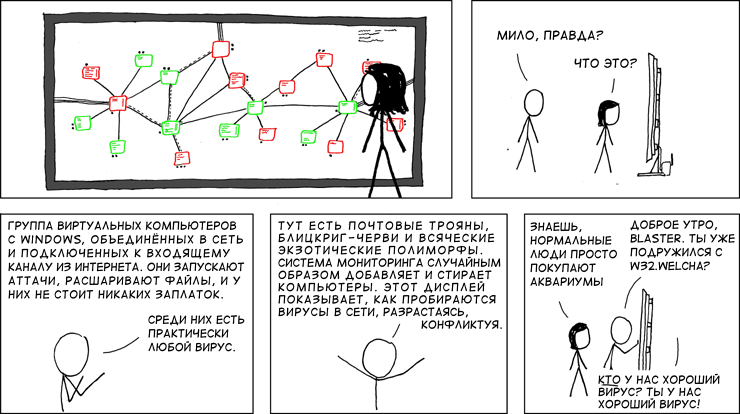 МИЛО, ПРАВДА?
ЧТО ЭТО?
ГРУППА ВИРТУАЛЬНЫХ КОМПЬЮТЕРОВ
С WINDOWS, ОБЪЕДИНЁННЫХ В СЕТЬ
И ПОДКЛЮЧЕННЫХ К ВХОДЯЩЕМУ
КАНАЛУ ИЗ ИНТЕРНЕТА. ОНИ ЗАПУСКАЮТ
АТТАЧИ, РАСШАРИВАЮТ ФАЙЛЫ, И У
НИХ НЕ СТОИТ НИКАКИХ ЗАПЛАТОК.
СРЕДИ НИХ ЕСТЬ
ПРАКТИЧЕСКИ
ЛЮБОЙ ВИРУС.
ТУТ ЕСТЬ ПОЧТОВЫЕ ТРОЯНЫ,
БЛИЦКРИГ-ЧЕРВИ И ВСЯЧЕСКИЕ
ЭКЗОТИЧЕСКИЕ ПОЛИМОРФЫ.
СИСТЕМА МОНИТОРИНГА СЛУЧАЙНЫМ
ОБРАЗОМ ДОБАВЛЯЕТ И СТИРАЕТ
КОМПЬЮТЕРЫ. ЭТОТ ДИСПЛЕЙ
ПОКАЗЫВАЕТ, КАК ПРОБИРАЮТСЯ
ВИРУСЫ В СЕТИ, РАЗРАСТАЯСЬ,
КОНФЛИКТУЯ.
ЗНАЕШЬ,
НОРМАЛЬНЫЕ
ЛЮДИ ПРОСТО
ПОКУПАЮТ
АКВАРИУМЫ
ДОБРОЕ УТРО,
BLASTER. ТЫ УЖЕ
ПОДРУЖИЛСЯ С
W32.WELCHA?
КТО У НАС ХОРОШИЙ
ВИРУС? ТЫ У НАС
ХОРОШИЙ ВИРУС!